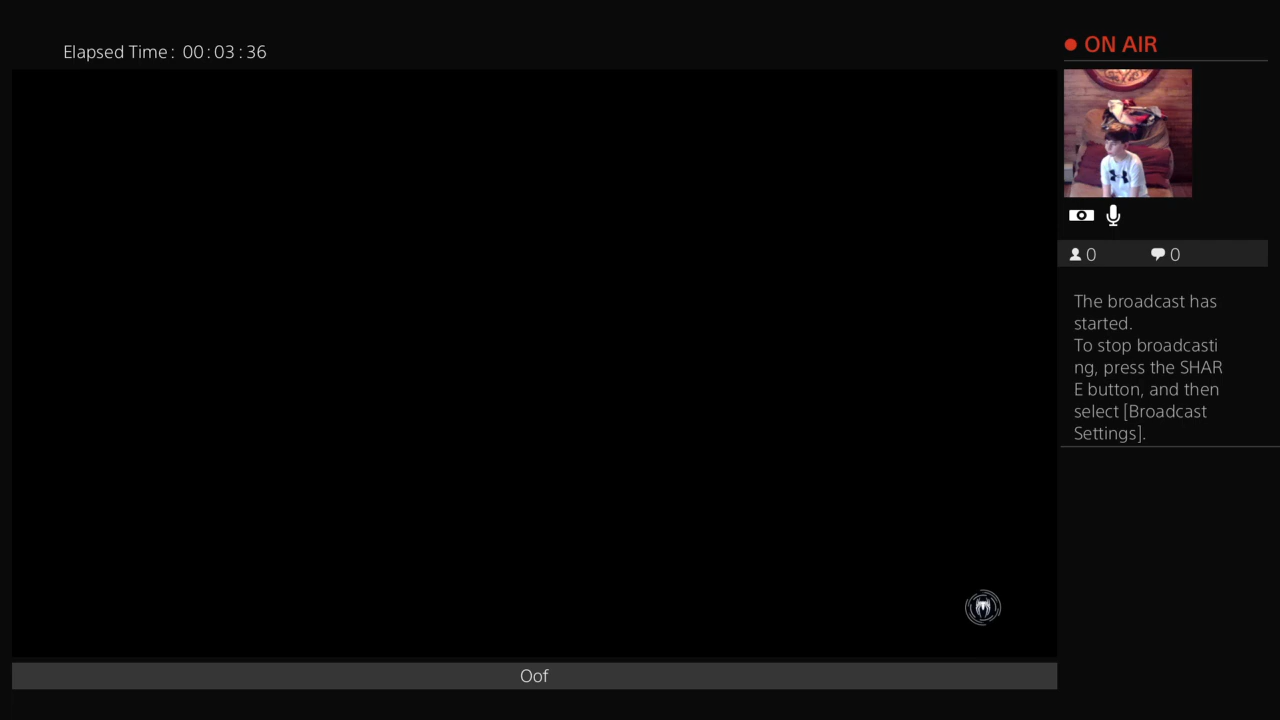 Elapsed Time: 00:03:36
ON AIR
0 0
The broadcast has
started.
To stop broadcasti
ng, press the SHAR
E button, and then
select [Broadcast
Settings].
Oof